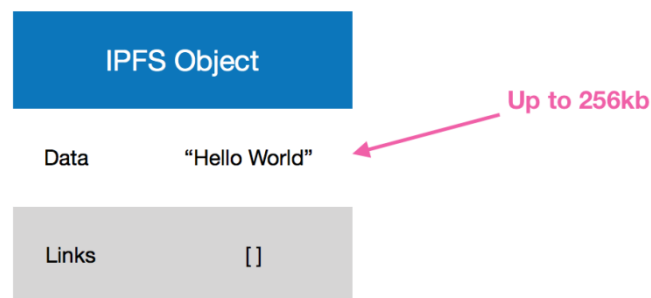 IPFS Object
Up to 256kb
Data “Hello World”
Links []